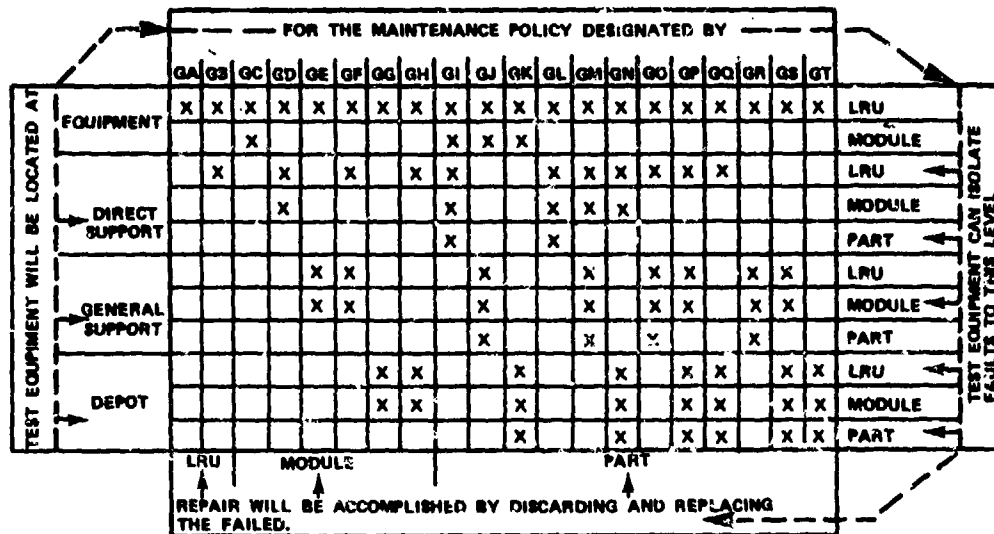 FOR THE MAINTENANCE POLICY DESIGNATED BY
GA GB GC GD GE GF GG GH GI GJ GK GL GM GN GO GP GQ GR GS GT
TEST EQUPIMENT WILL BE LOCATED AT
EQUIPMENT
X X X X X X X X X X X X X X X X X X X X LRU
X X X X MODULE
X X X X X X X X X X X LRU
DIRECT
SUPPORT
X X X X X MODULE
X X PART
X X X X X X X X LRU
GENERAL
SUPPORT
X X X X X X X X MODULE
X X X X PART
X X X X X X X X LRU
DEPOT
X X X X X X X X MODULE
X X X X X X PART
TEST EQUIPMENT CAN ISOLATE
FAULTS TO THIS LEVEL
LRU MODULE PART
REPAIR WILL BE ACCOMPLISHED BY DISCARDING AND REPLACING
THE FAILED.